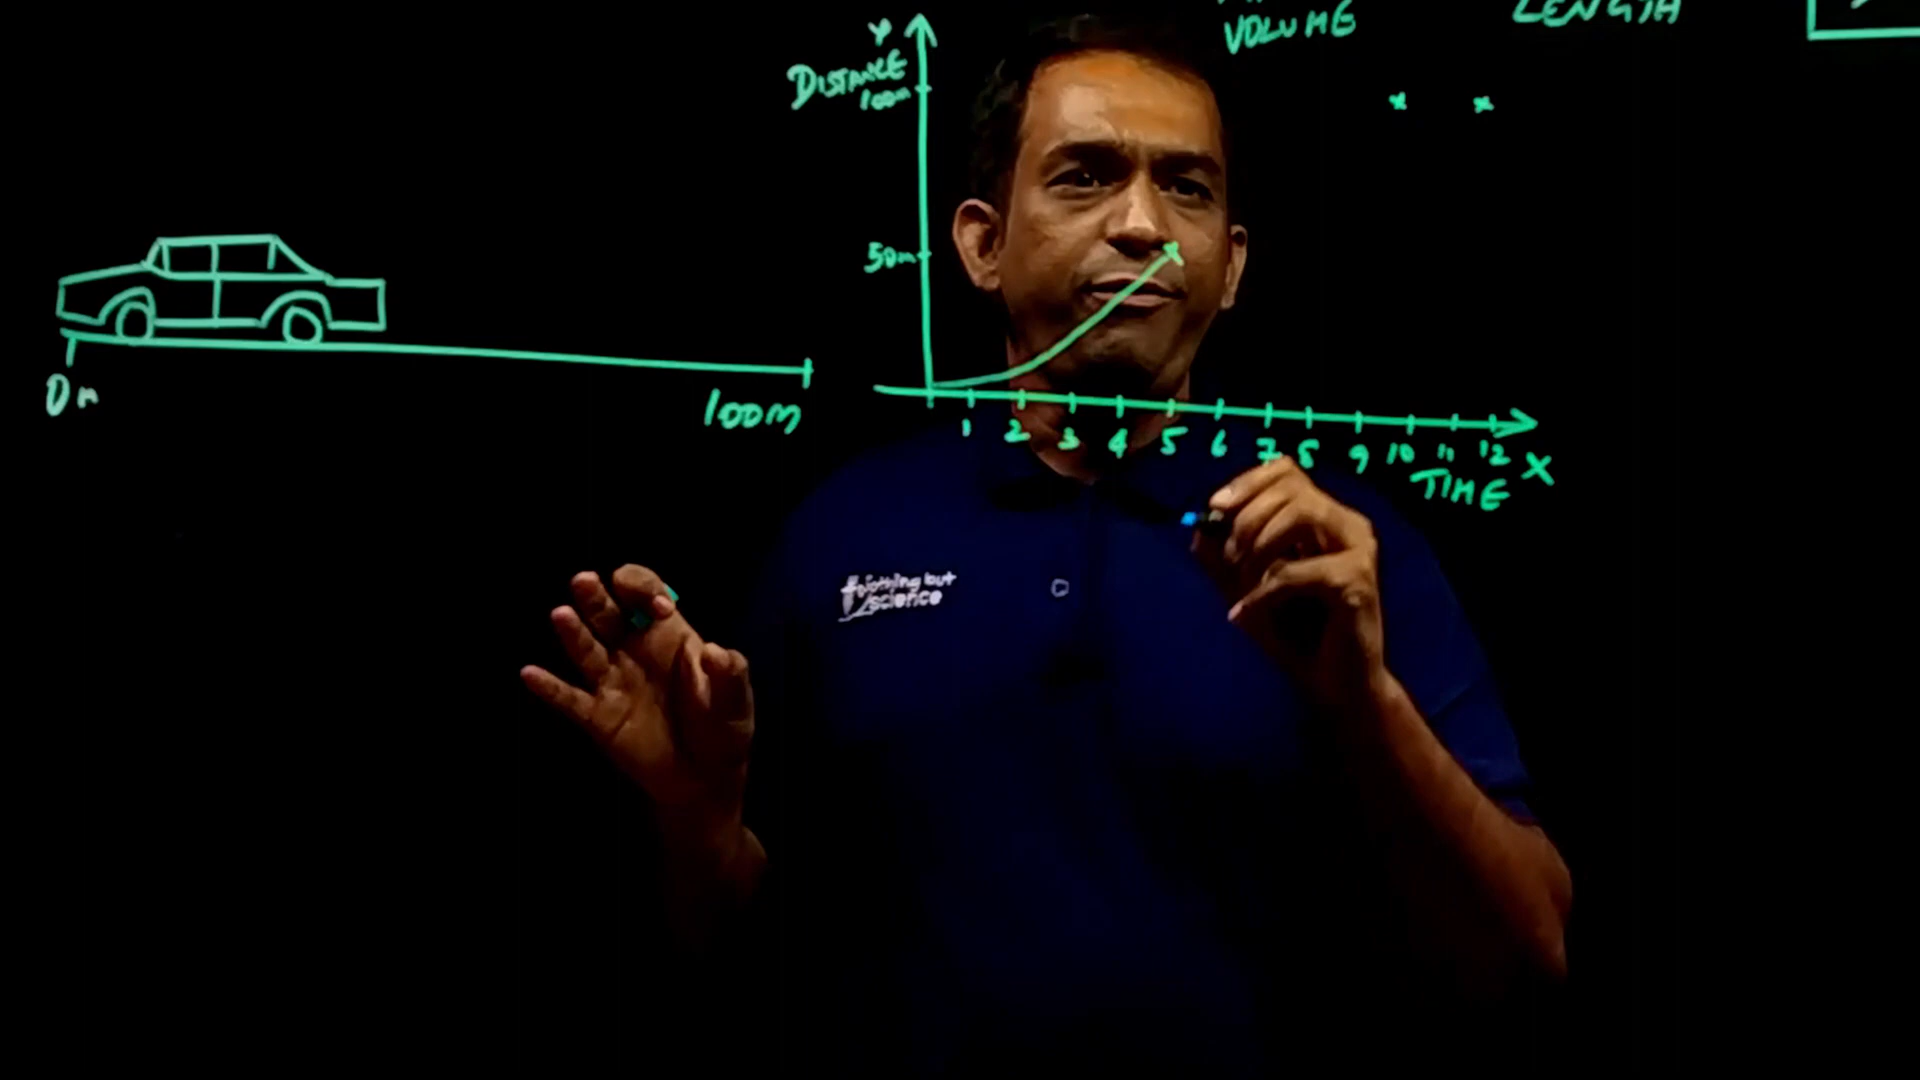 VOLUME
LENGTH
Y
DISTANCE
100m
50m
0m
100m
1 2 3 4 5 6 7 8 9 10 11 12
TIME X
nothing but
science